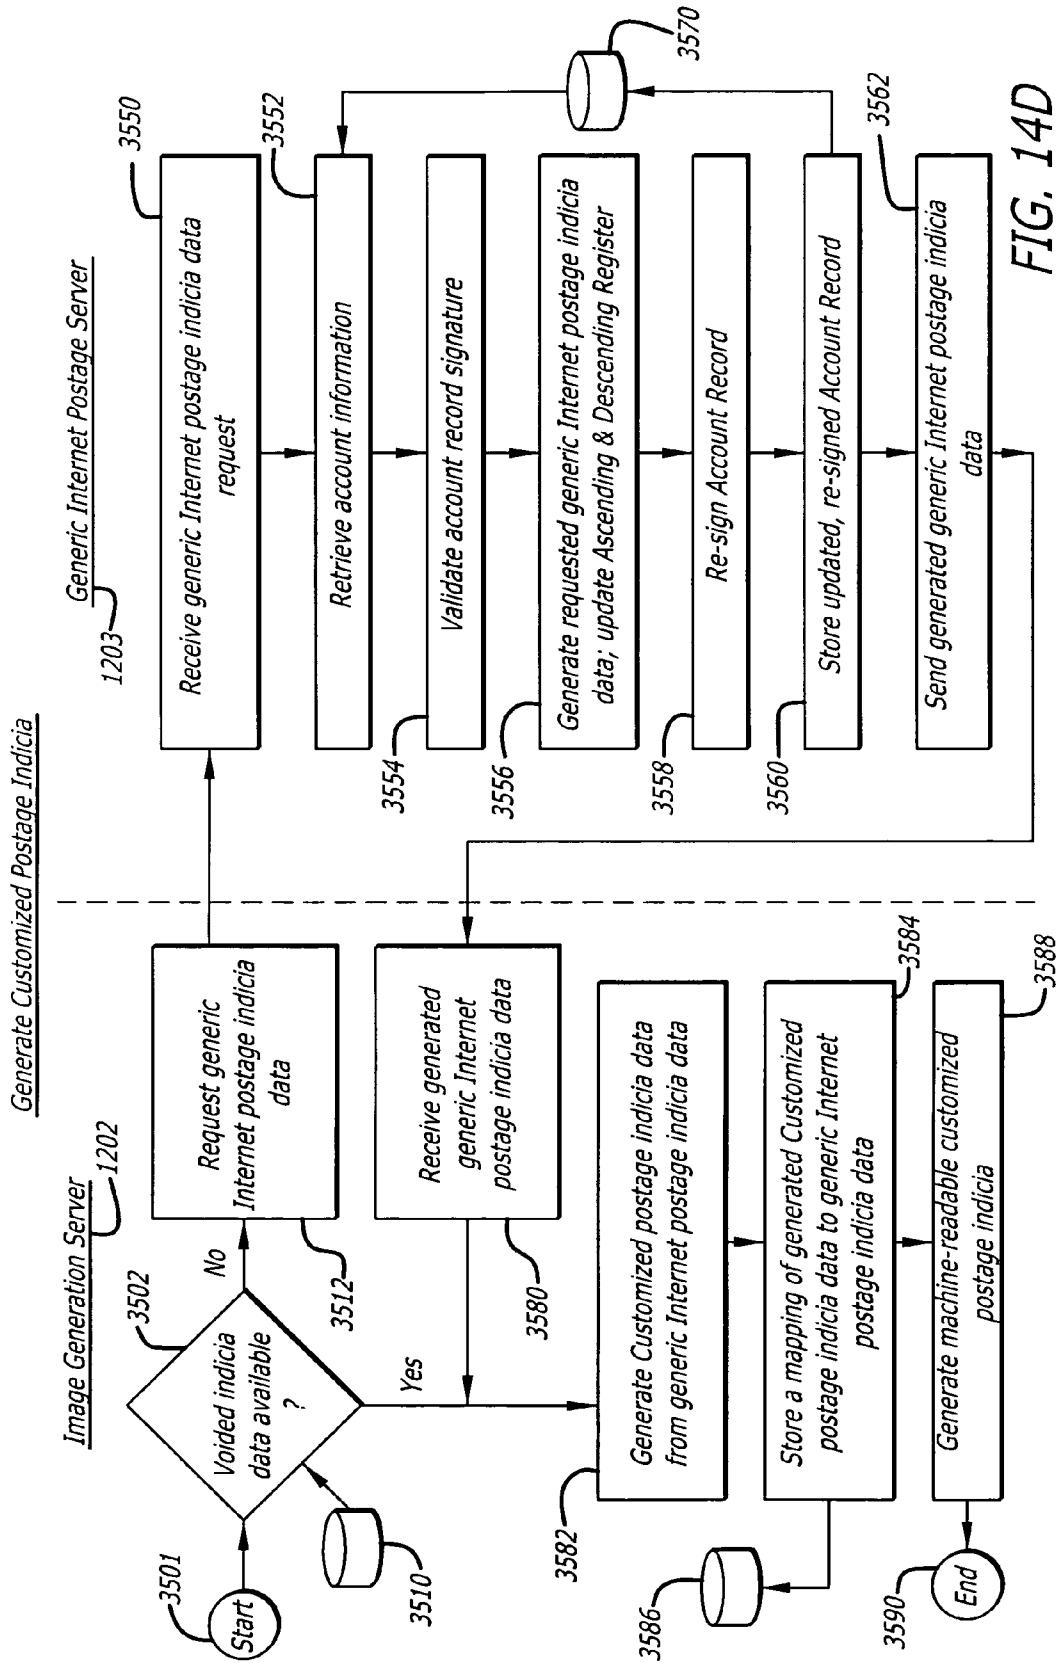 Generate Customized Postage Indicia
Image Generation Server
1202
Generic Internet Postage Server
1203
3501
Start
3502
Voided indicia
data available
?
No
Yes
3510
Request generic
Internet postage indicia
data
3512
Receive generic Internet postage indicia data
request
3550
Retrieve account information
3552
Validate account record signature
3554
Generate requested generic Internet postage indicia
data; update Ascending & Descending Register
3556
Re-sign Account Record
3558
Store updated, re-signed Account Record
3560
3570
Send generated generic Internet postage indicia
data
3562
Receive generated
generic Internet
postage indicia data
3580
Generate Customized postage indicia data
from generic Internet postage indicia data
3582
Store a mapping of generated Customized
postage indicia data to generic Internet
postage indicia data
3584
3586
Generate machine-readable customized
postage indicia
3588
End
3590
FIG. 14D